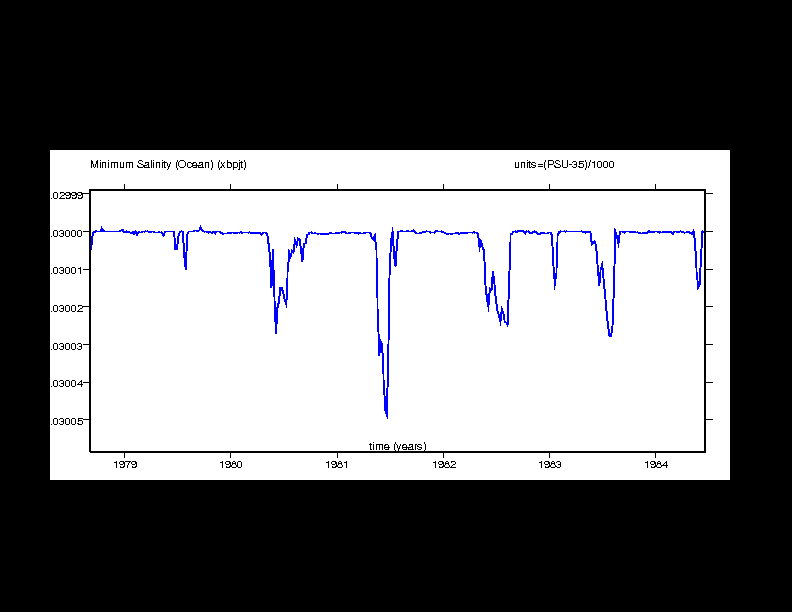 Minimum Salinity (Ocean) (xbpjt) units=(PSU-35)/1000
.02999
.03000
.03001
.03002
.03003
.03004
.03005
time (years)
1979 1980 1981 1982 1983 1984